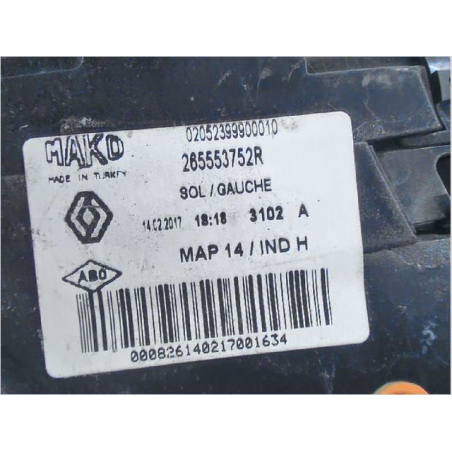 02052399900010
MAKO
MADE IN TURKEY
265553752R
SOL / GAUCHE
14.02.2017 18:18 3102 A
MAP 14 / IND H
ABO
000826140217001634